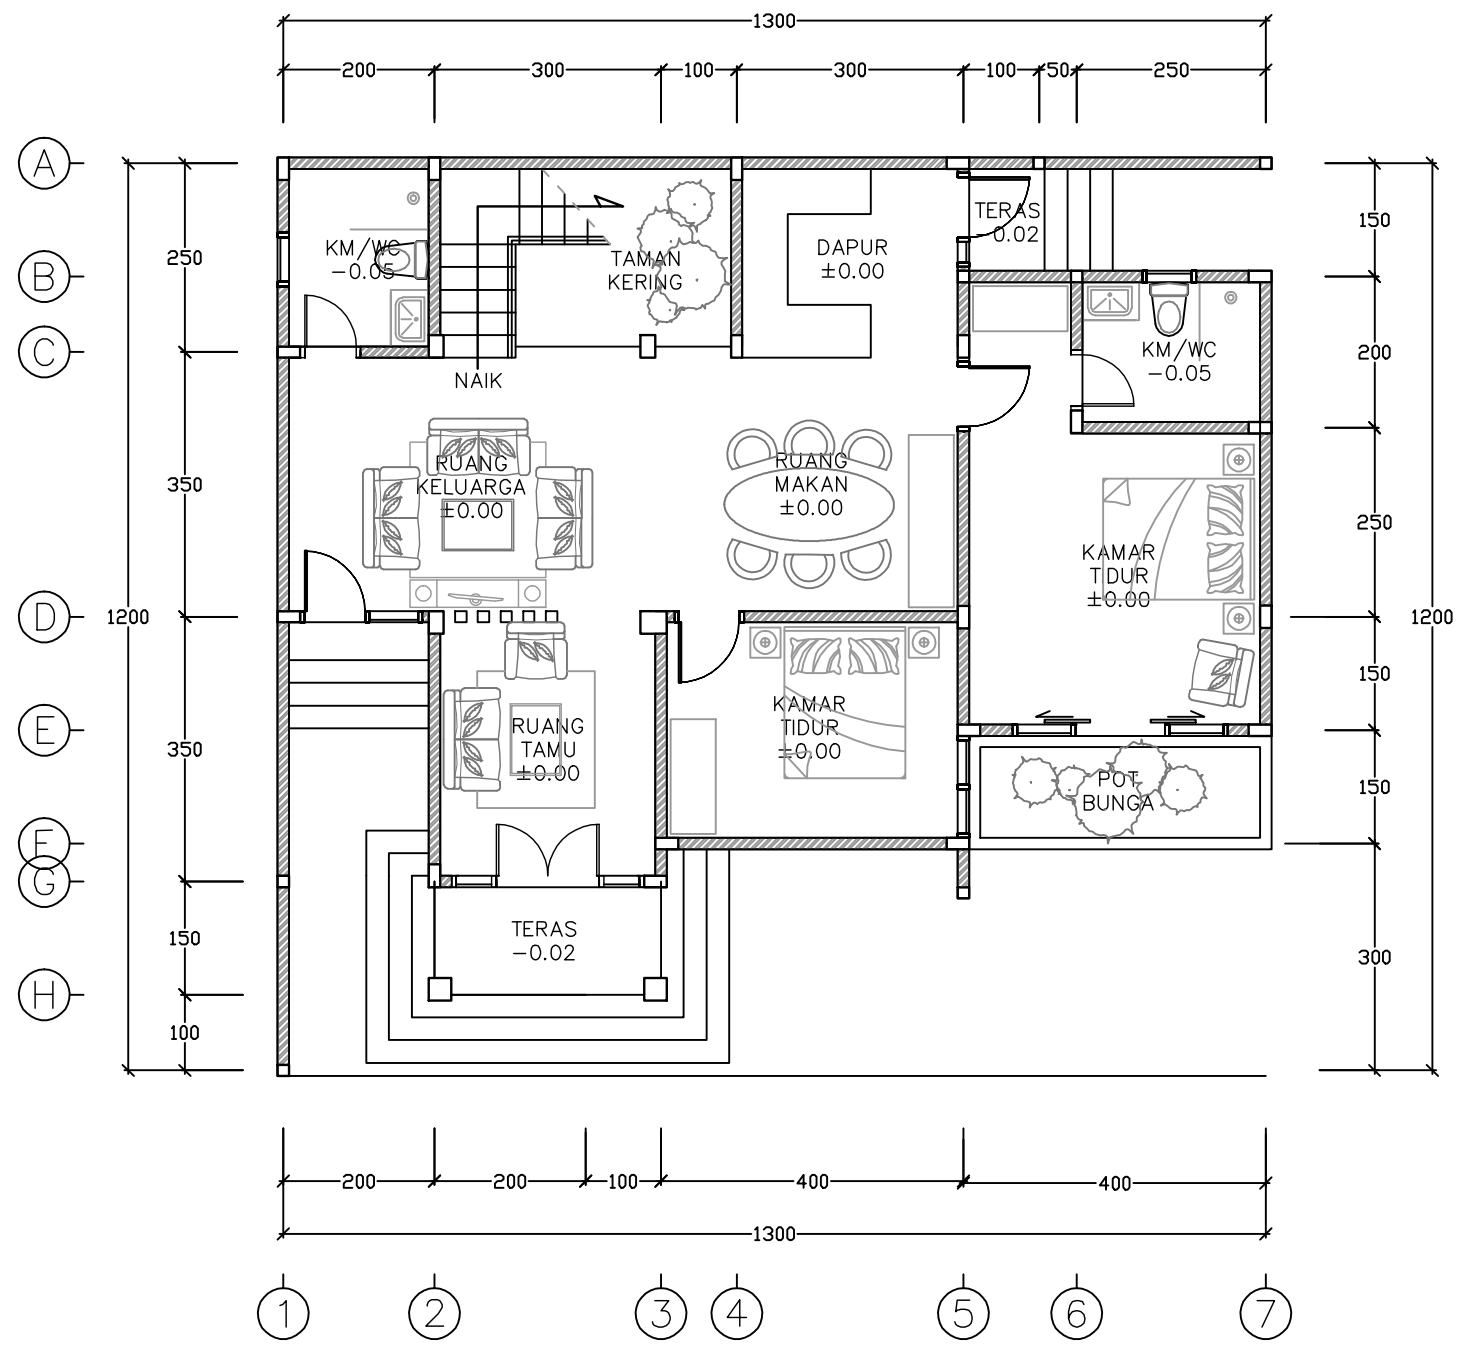 1300
200
300
100
300
100
50
250
A
B
C
D
E
F
G
H
1200
250
350
350
150
100
150
200
250
150
150
300
1200
KM/WC
-0.05
NAIK
TAMAN
KERING
DAPUR
±0.00
TERAS
-0.02
KM/WC
-0.05
RUANG
KELUARGA
±0.00
RUANG
MAKAN
±0.00
KAMAR
TIDUR
±0.00
RUANG
TAMU
±0.00
KAMAR
TIDUR
±0.00
POT
BUNGA
TERAS
-0.02
200
200
100
400
400
1300
1
2
3
4
5
6
7